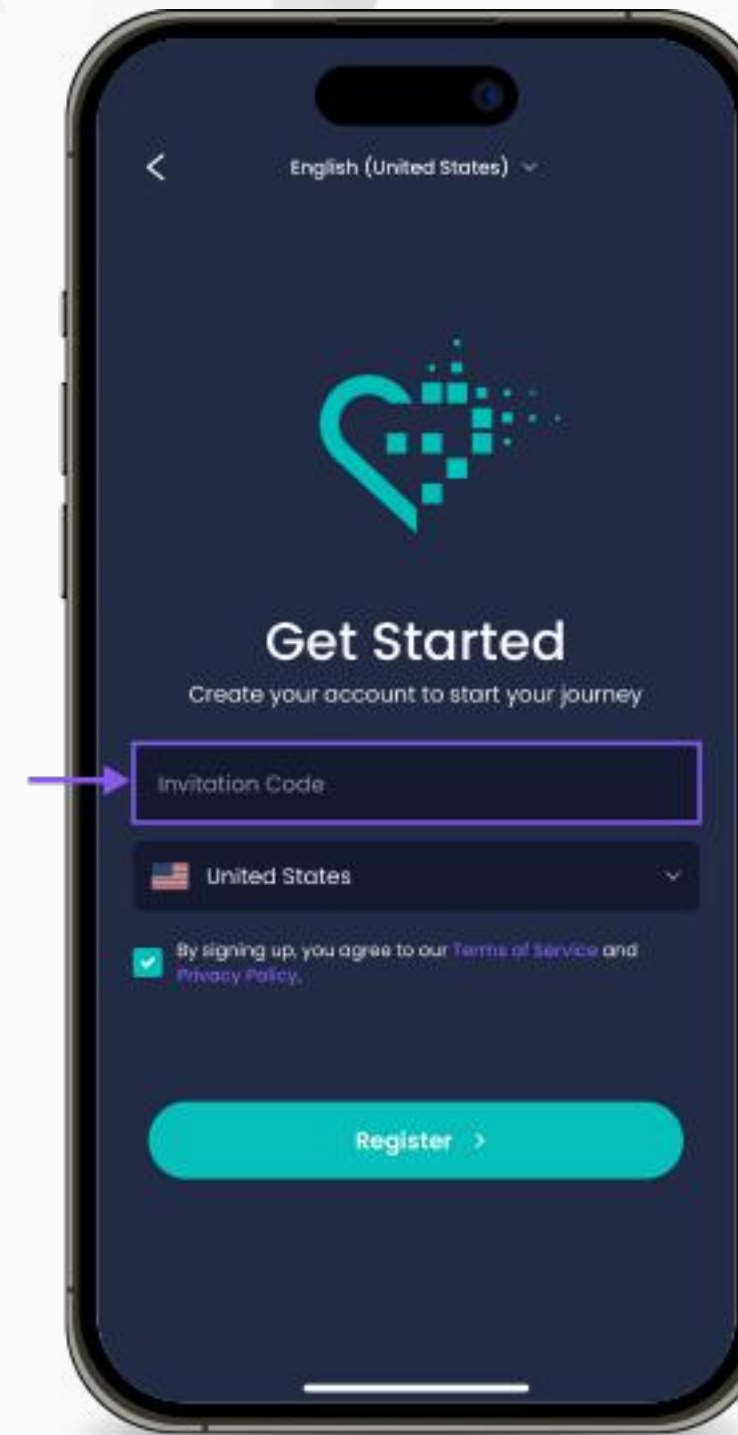 English (United States)
Get Started
Create your account to start your journey
Invitation Code
United States
By signing up, you agree to our Terms of Service and
Privacy Policy.
Register